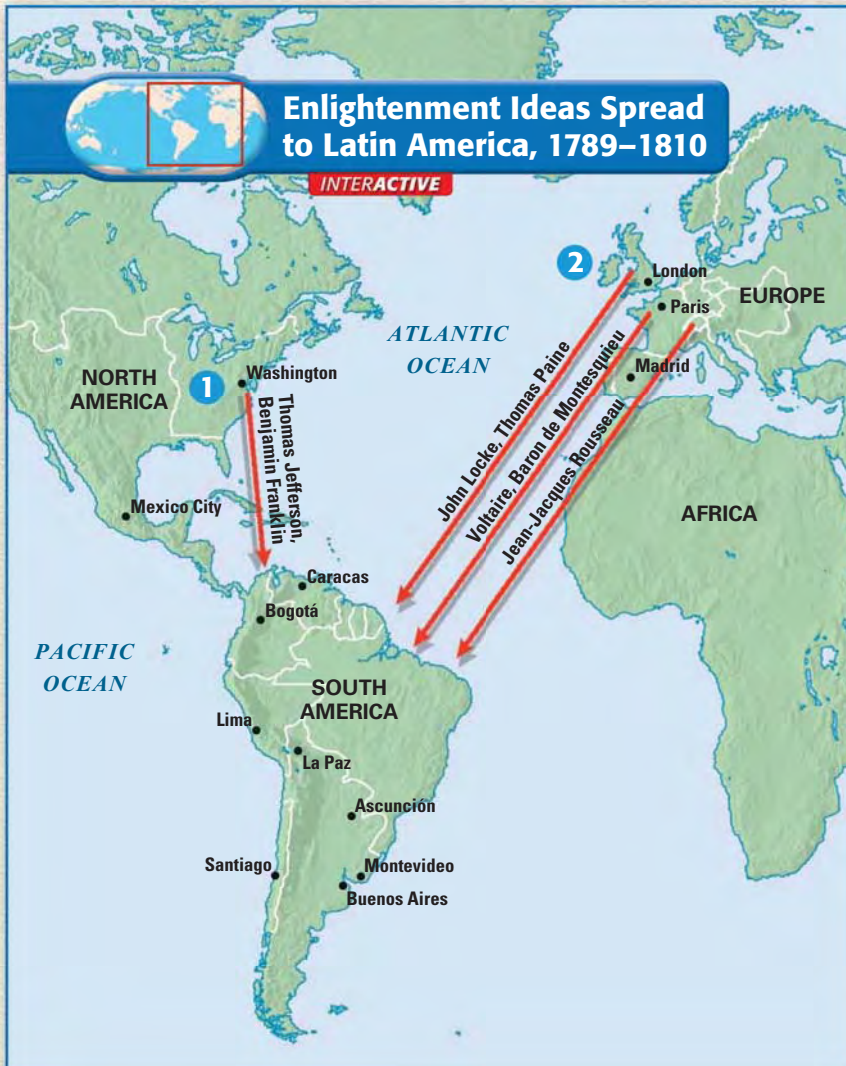 Enlightenment Ideas Spread
to Latin America, 1789–1810
INTERACTIVE
2
London
Paris
EUROPE
ATLANTIC
OCEAN
Madrid
NORTH
AMERICA
1
Washington
Thomas Jefferson,
Benjamin Franklin
John Locke, Thomas Paine
Voltaire, Baron de Montesquieu
Jean-Jacques Rousseau
Mexico City
AFRICA
Caracas
Bogotá
PACIFIC
OCEAN
SOUTH
AMERICA
Lima
La Paz
Ascunción
Santiago
Montevideo
Buenos Aires